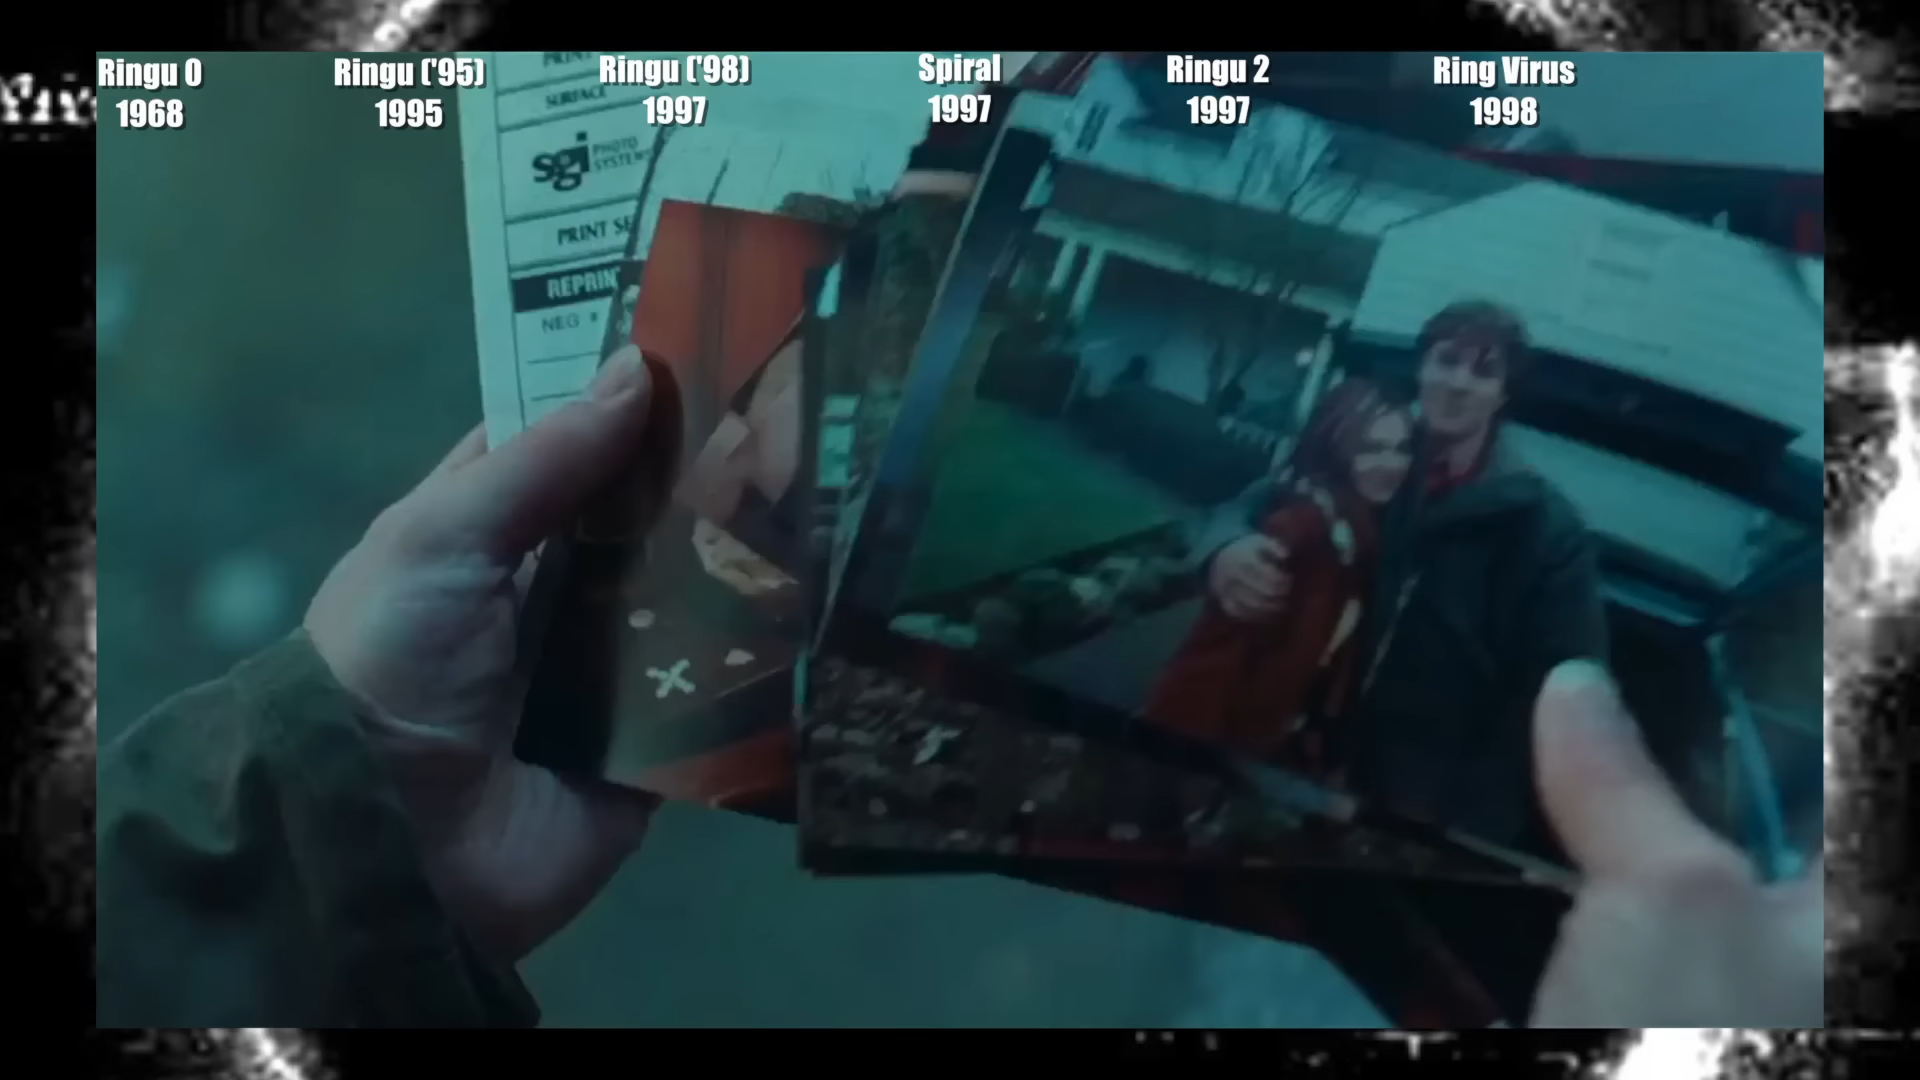 Ringu 0
1968
Ringu ('95)
1995
Ringu ('98)
1997
Spiral
1997
Ringu 2
1997
Ring Virus
1998
SURFACE
sgi PHOTO
SYSTEMS
PRINT SE
REPRIN
NEG #